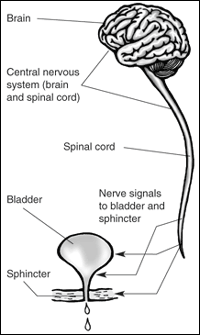 Brain
Central nervous
system (brain
and spinal cord)
Spinal cord
Nerve signals
to bladder and
sphincter
Bladder
Sphincter